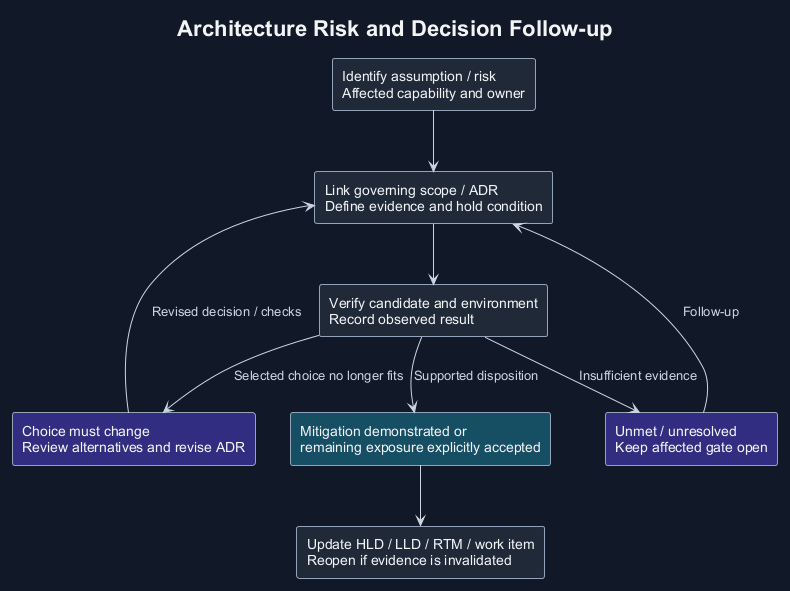 Architecture Risk and Decision Follow-up
Identify assumption / risk
Affected capability and owner
Link governing scope / ADR
Define evidence and hold condition
Verify candidate and environment
Record observed result
Revised decision / checks
Follow-up
Selected choice no longer fits
Supported disposition
Insufficient evidence
Choice must change
Review alternatives and revise ADR
Mitigation demonstrated or
remaining exposure explicitly accepted
Unmet / unresolved
Keep affected gate open
Update HLD / LLD / RTM / work item
Reopen if evidence is invalidated